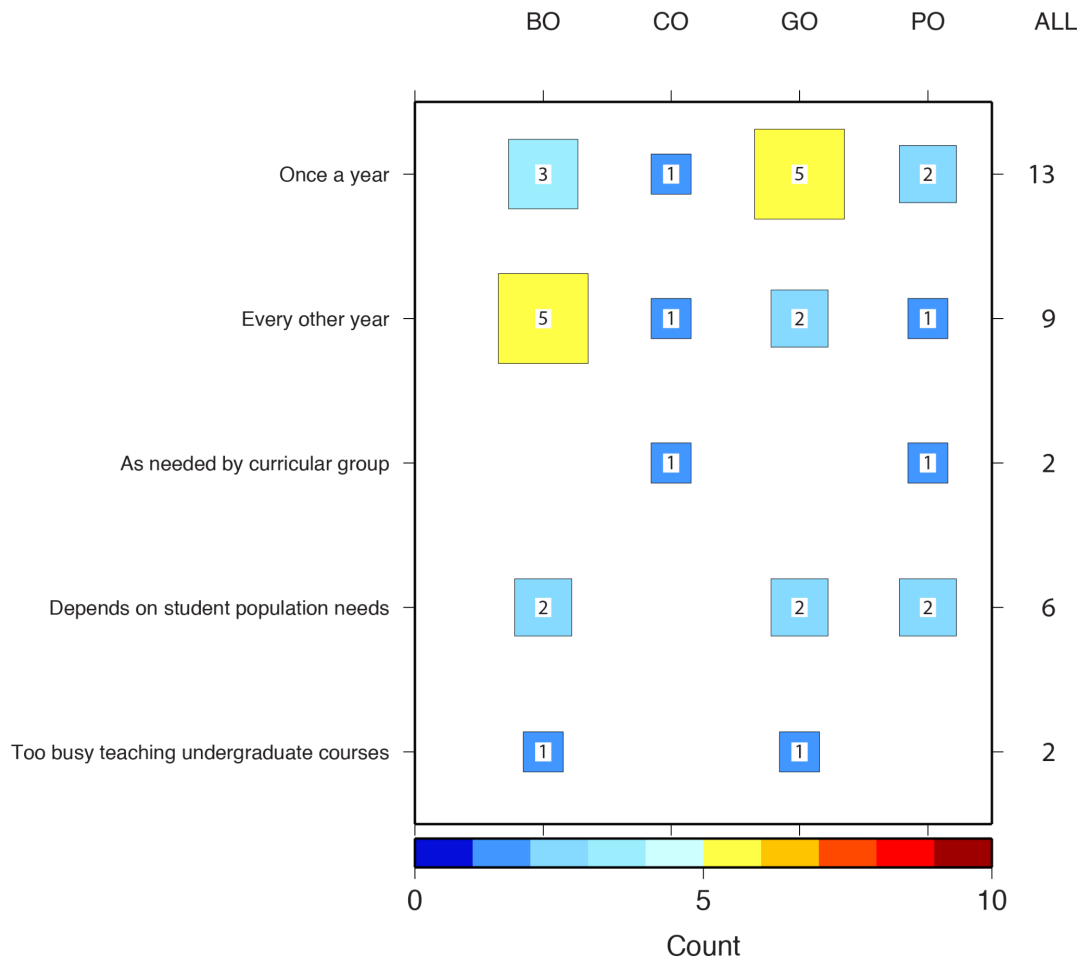 BO CO GO PO ALL
Once a year 3 1 5 2 13
Every other year 5 1 2 1 9
As needed by curricular group 1 1 2
Depends on student population needs 2 2 2 6
Too busy teaching undergraduate courses 1 1 2
0 5 10
Count